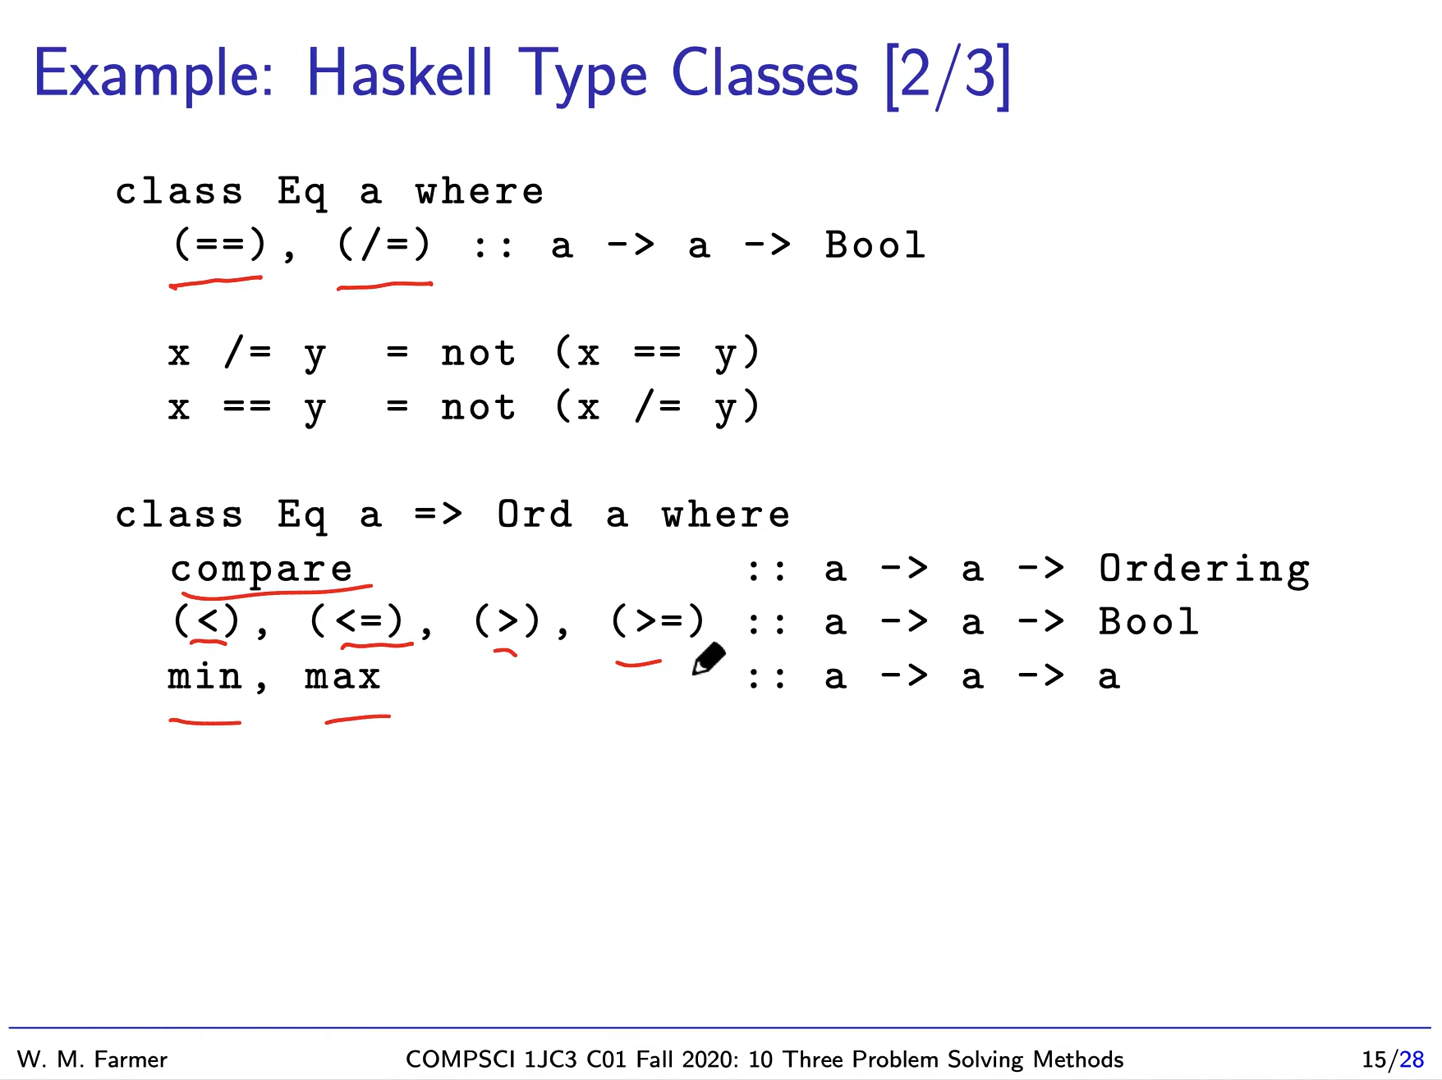 Example: Haskell Type Classes [2/3]
class Eq a where
(==), (/=) :: a -> a -> Bool
x /= y = not (x == y)
x == y = not (x /= y)
class Eq a => Ord a where
compare :: a -> a -> Ordering
(<), (<=), (>), (>=) :: a -> a -> Bool
min, max :: a -> a -> a
W. M. Farmer COMPSCI 1JC3 C01 Fall 2020: 10 Three Problem Solving Methods 15/28